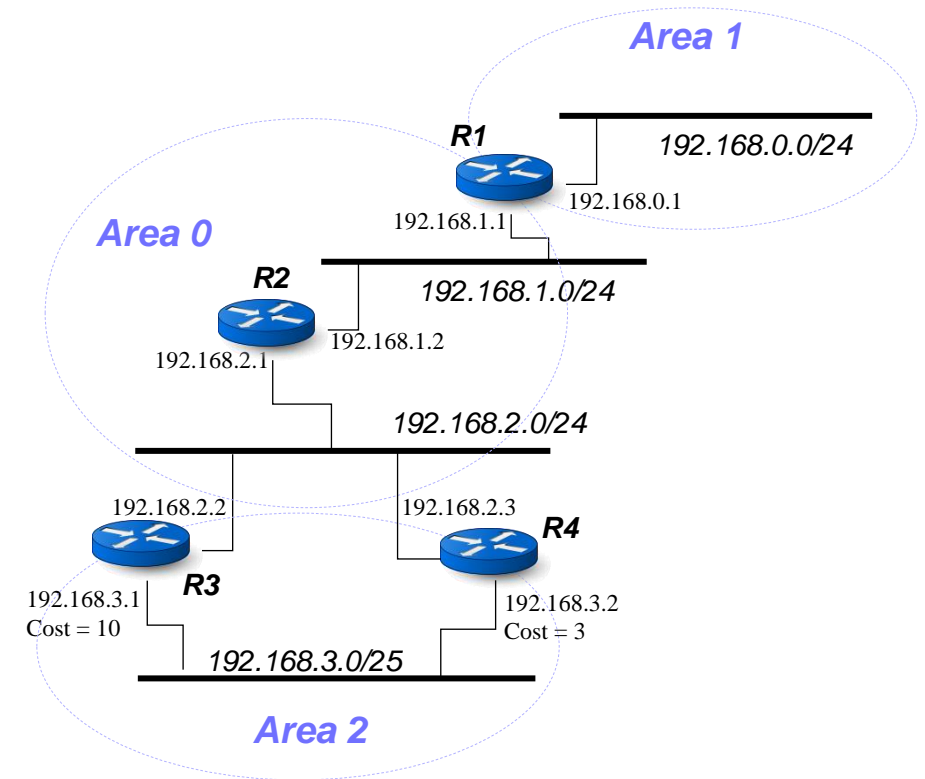 Area 1
R1
192.168.0.0/24
192.168.0.1
192.168.1.1
Area 0
R2
192.168.1.0/24
192.168.1.2
192.168.2.1
192.168.2.0/24
192.168.2.2
192.168.2.3
R4
R3
192.168.3.1
Cost = 10
192.168.3.2
Cost = 3
192.168.3.0/25
Area 2